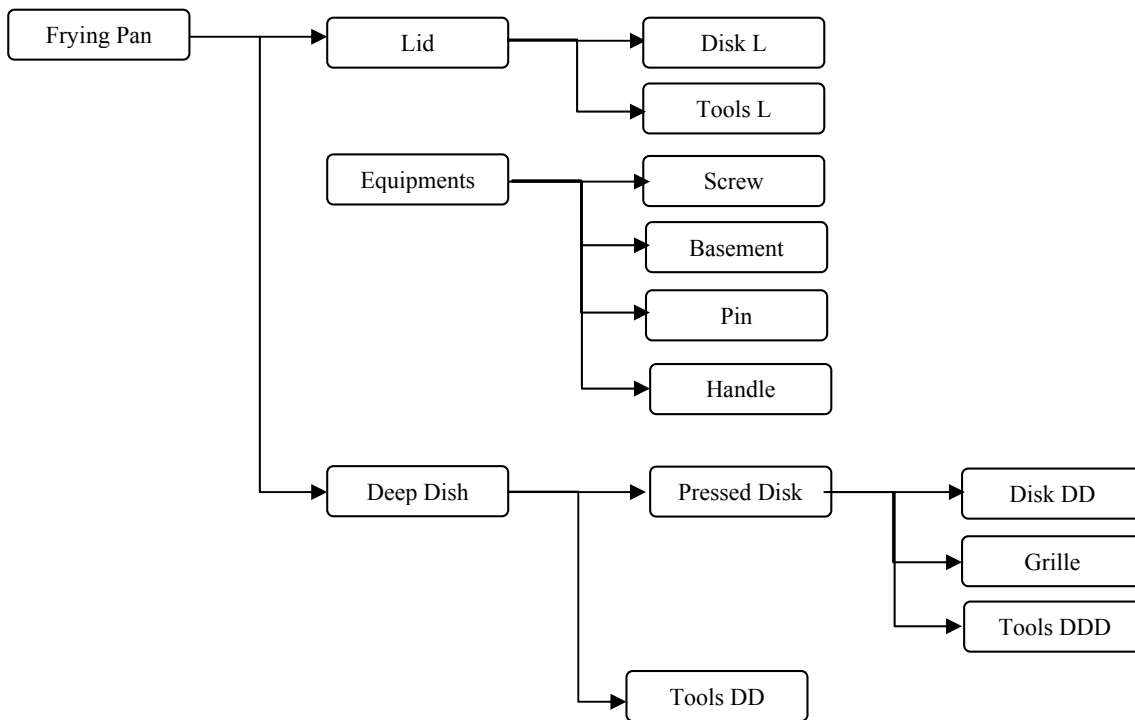 Frying Pan
Lid
Disk L
Tools L
Equipments
Screw
Basement
Pin
Handle
Deep Dish
Pressed Disk
Disk DD
Grille
Tools DDD
Tools DD